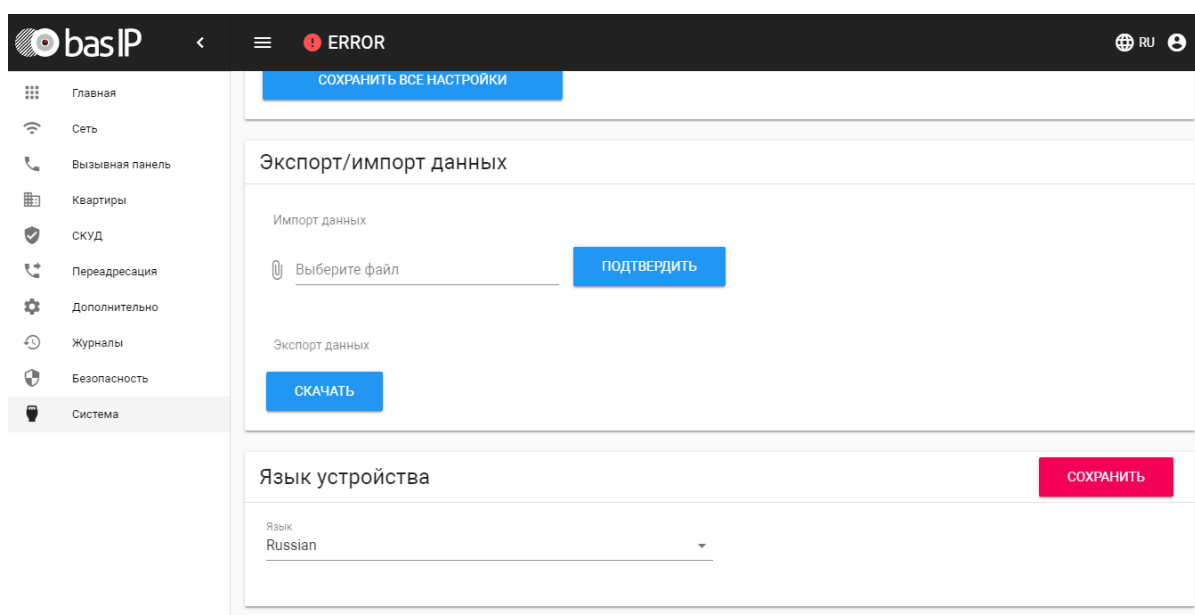 bas IP
ERROR
RU
СОХРАНИТЬ ВСЕ НАСТРОЙКИ
Главная
Сеть
Вызывная панель
Квартиры
СКУД
Переадресация
Дополнительно
Журналы
Безопасность
Система
Экспорт/импорт данных
Импорт данных
Выберите файл
ПОДТВЕРДИТЬ
Экспорт данных
СКАЧАТЬ
Язык устройства
СОХРАНИТЬ
Язык
Russian